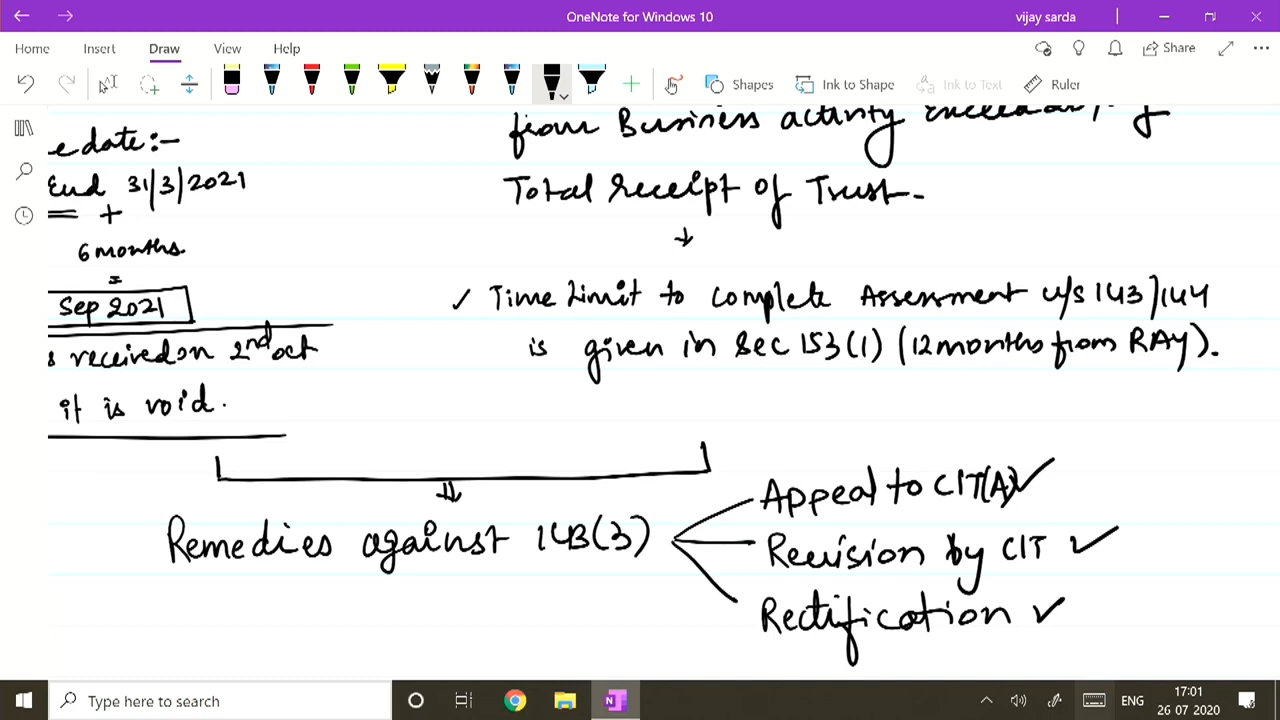 OneNote for Windows 10
vijay sarda
Home Insert Draw View Help
Share
Shapes
Ink to Shape
Ink to Text
Ruler
e date:-
End 31/3/2021
+
6 months
=
Sep 2021
s received on 2nd oct
it is void.
from Business activity
Total receipt of Trust.
✓ Time Limit to complete Assessment u/s 143/144
is given in Sec 153(1) (12 months from RAY).
Remedies against 143(3)
Appeal to CIT(A) ✓
Revision by CIT ✓
Rectification ✓
Type here to search
ENG
17:01
26-07-2020